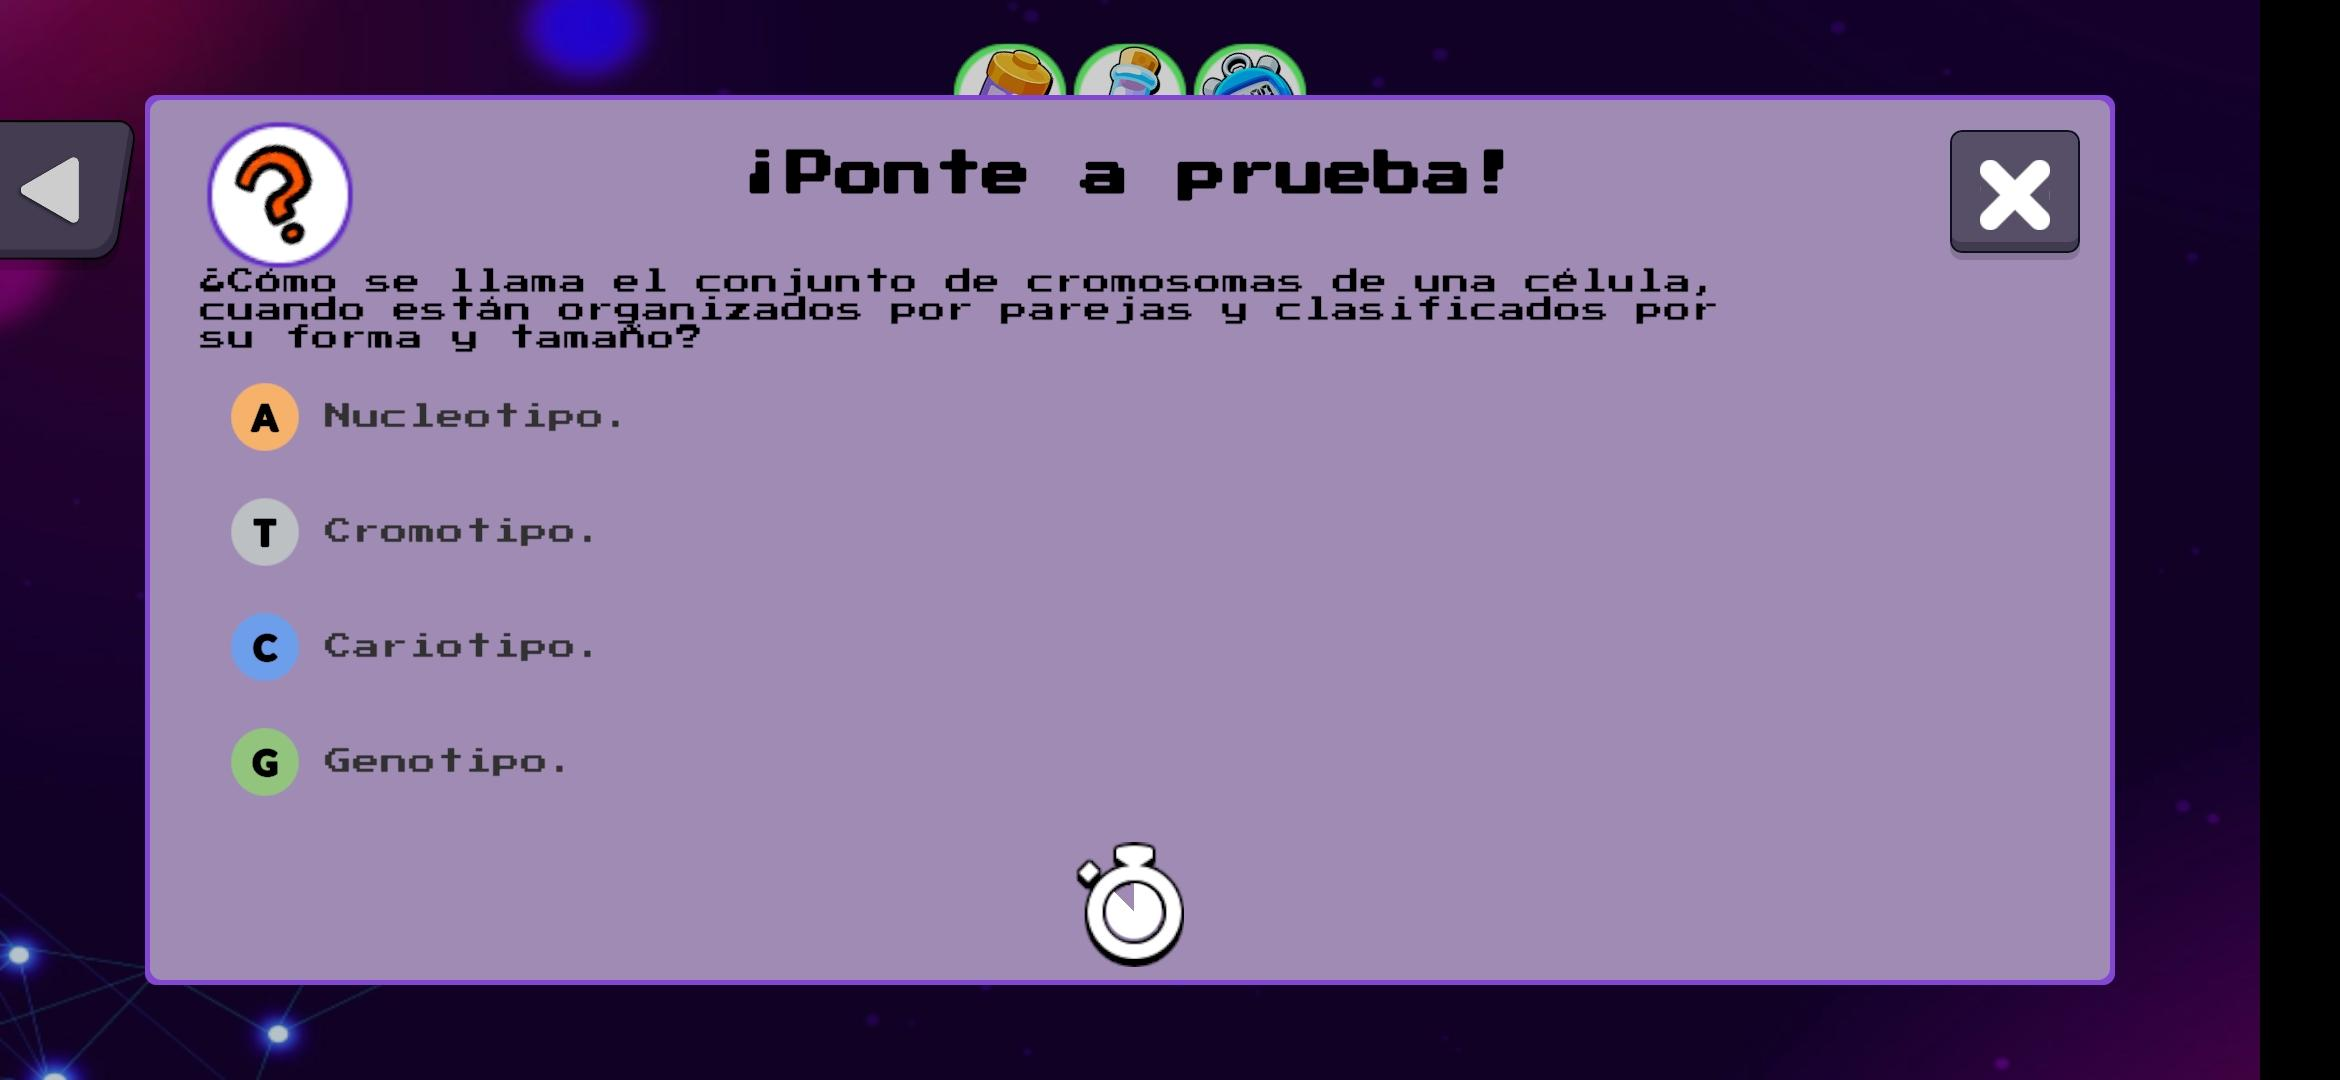 ¡Ponte a prueba!
¿Cómo se llama el conjunto de cromosomas de una célula,
cuando están organizados por parejas y clasificados por
su forma y tamaño?
A Nucleotipo.
T Cromotipo.
C Cariotipo.
G Genotipo.